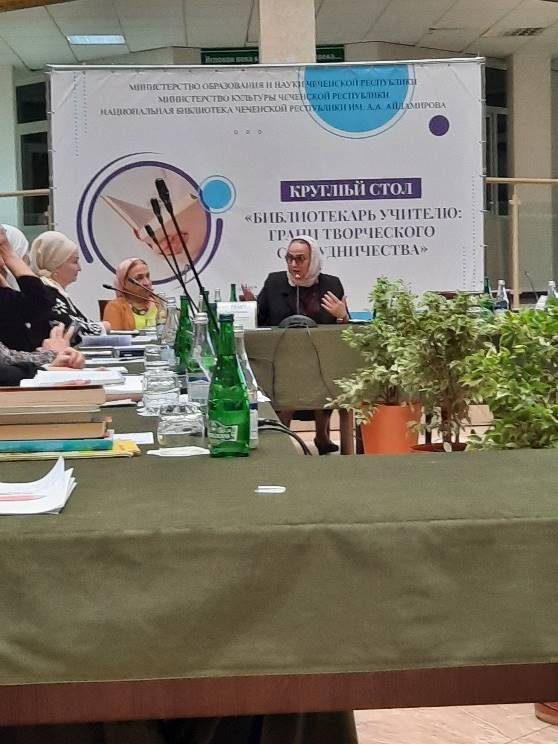 МИНИСТЕРСТВО ОБРАЗОВАНИЯ И НАУКИ ЧЕЧЕНСКОЙ РЕСПУБЛИКИ
МИНИСТЕРСТВО КУЛЬТУРЫ ЧЕЧЕНСКОЙ РЕСПУБЛИКИ
НАЦИОНАЛЬНАЯ БИБЛИОТЕКА ЧЕЧЕНСКОЙ РЕСПУБЛИКИ ИМ. А.А. АЙДАМИРОВА
КРУГЛЫЙ СТОЛ
«БИБЛИОТЕКАРЬ УЧИТЕЛЮ:
ГРАНИ ТВОРЧЕСКОГО